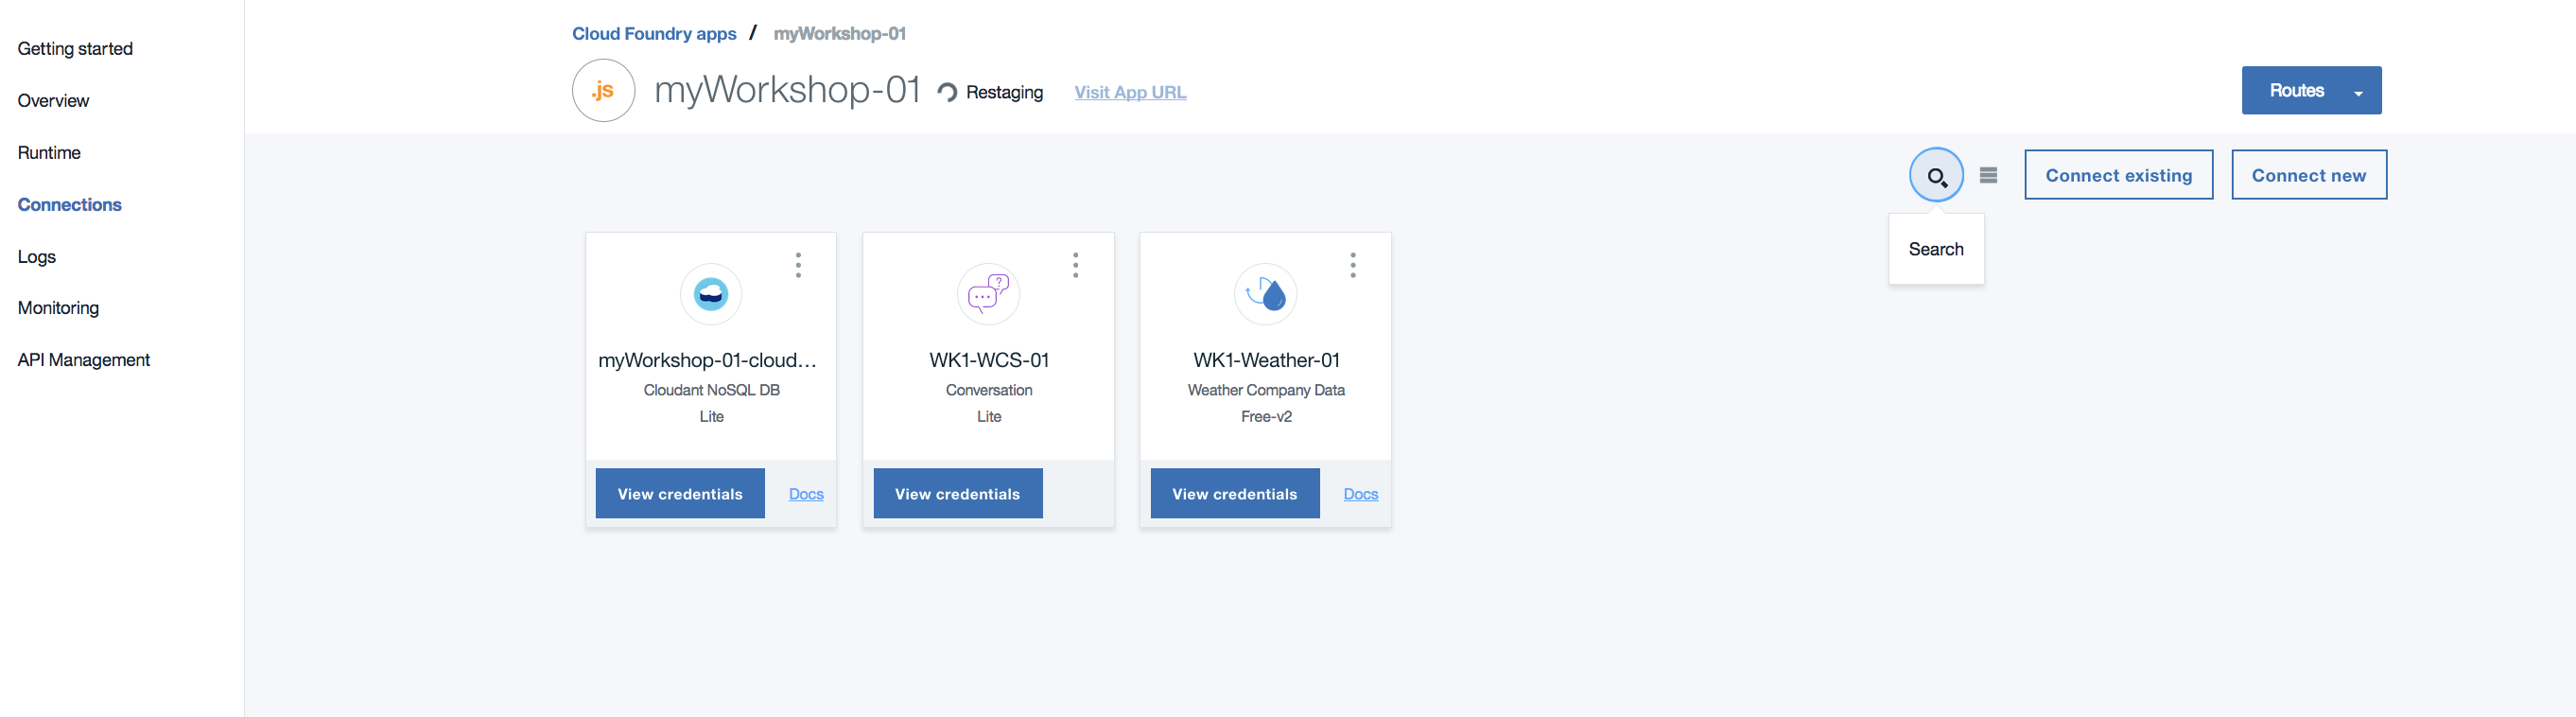 Getting started
Overview
Runtime
Connections
Logs
Monitoring
API Management
Cloud Foundry apps / myWorkshop-01
.js
myWorkshop-01 Restaging Visit App URL
Routes
Connect existing
Connect new
Search
myWorkshop-01-cloud...
Cloudant NoSQL DB
Lite
View credentials Docs
?
WK1-WCS-01
Conversation
Lite
View credentials
WK1-Weather-01
Weather Company Data
Free-v2
View credentials Docs